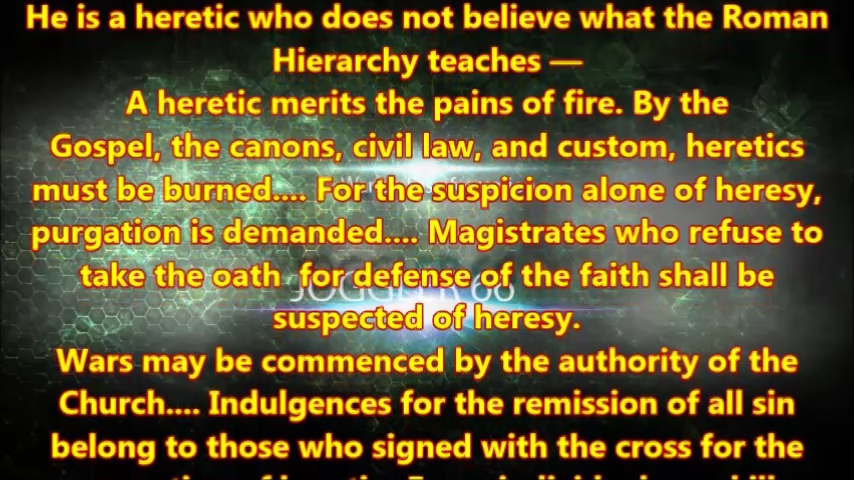 He is a heretic who does not believe what the Roman
Hierarchy teaches —
A heretic merits the pains of fire. By the
Gospel, the canons, civil law, and custom, heretics
must be burned.... For the suspicion alone of heresy,
purgation is demanded.... Magistrates who refuse to
take the oath for defense of the faith shall be
suspected of heresy.
Wars may be commenced by the authority of the
Church.... Indulgences for the remission of all sin
belong to those who signed with the cross for the